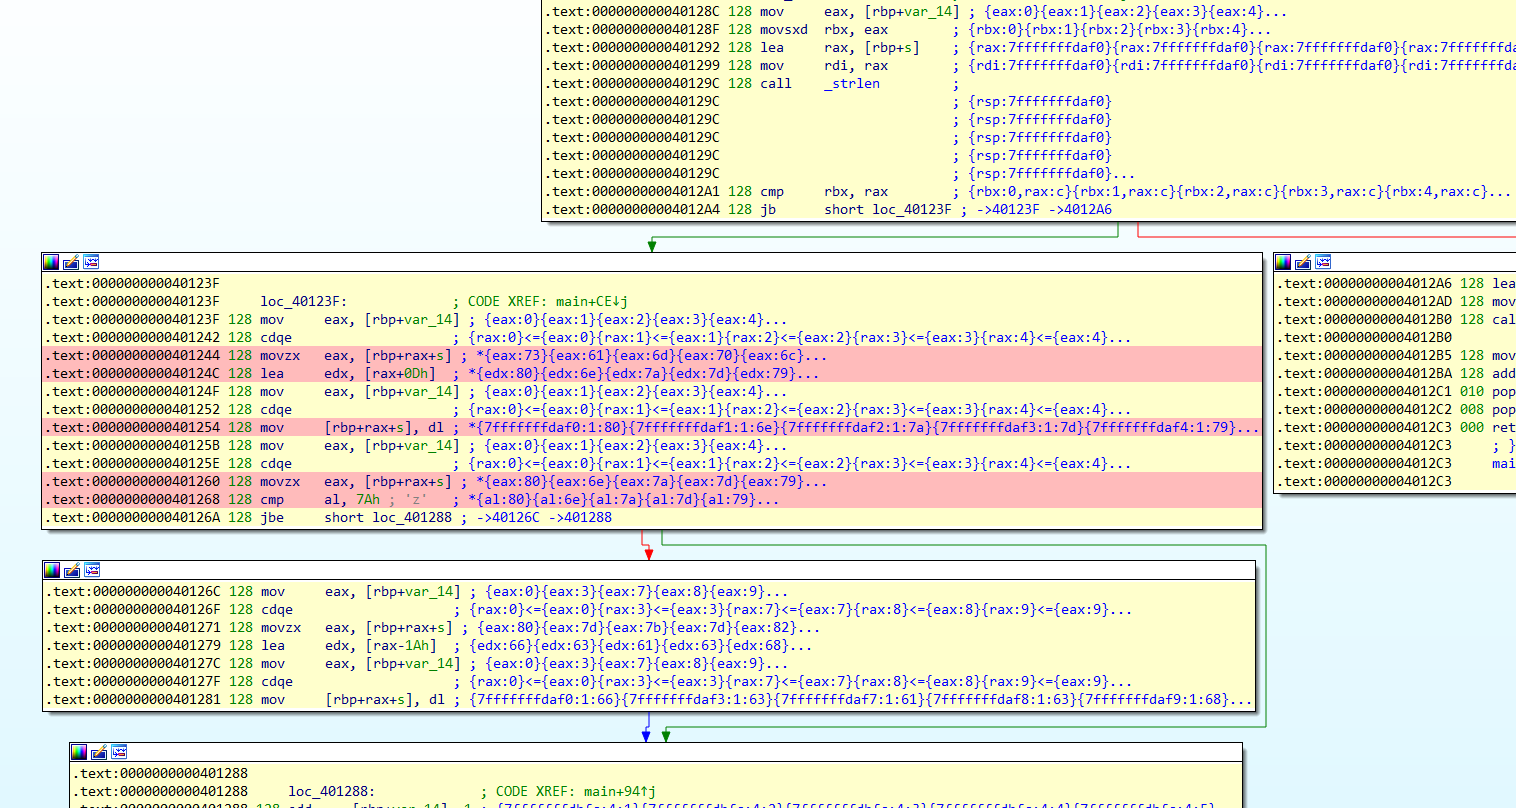 .text:000000000040128C 128 mov     eax, [rbp+var_14] ; {eax:0}{eax:1}{eax:2}{eax:3}{eax:4}...
.text:000000000040128F 128 movsxd  rbx, eax        ; {rbx:0}{rbx:1}{rbx:2}{rbx:3}{rbx:4}...
.text:0000000000401292 128 lea     rax, [rbp+s]    ; {rax:7fffffffdaf0}{rax:7fffffffdaf0}{rax:7fffffffdaf0}{rax:7fffffffda
.text:0000000000401299 128 mov     rdi, rax        ; {rdi:7fffffffdaf0}{rdi:7fffffffdaf0}{rdi:7fffffffdaf0}{rdi:7fffffffda
.text:000000000040129C 128 call    _strlen         ;
.text:000000000040129C                             ; {rsp:7fffffffdaf0}
.text:000000000040129C                             ; {rsp:7fffffffdaf0}
.text:000000000040129C                             ; {rsp:7fffffffdaf0}
.text:000000000040129C                             ; {rsp:7fffffffdaf0}
.text:000000000040129C                             ; {rsp:7fffffffdaf0}...
.text:00000000004012A1 128 cmp     rbx, rax        ; {rbx:0,rax:c}{rbx:1,rax:c}{rbx:2,rax:c}{rbx:3,rax:c}{rbx:4,rax:c}...
.text:00000000004012A4 128 jb      short loc_40123F ; ->40123F ->4012A6
.text:000000000040123F
.text:000000000040123F     loc_40123F:             ; CODE XREF: main+CE↓j
.text:000000000040123F 128 mov     eax, [rbp+var_14] ; {eax:0}{eax:1}{eax:2}{eax:3}{eax:4}...
.text:0000000000401242 128 cdqe                    ; {rax:0}<={eax:0}{rax:1}<={eax:1}{rax:2}<={eax:2}{rax:3}<={eax:3}{rax:4}<={eax:4}...
.text:0000000000401244 128 movzx   eax, [rbp+rax+s] ; *{eax:73}{eax:61}{eax:6d}{eax:70}{eax:6c}...
.text:000000000040124C 128 lea     edx, [rax+0Dh]  ; *{edx:80}{edx:6e}{edx:7a}{edx:7d}{edx:79}...
.text:000000000040124F 128 mov     eax, [rbp+var_14] ; {eax:0}{eax:1}{eax:2}{eax:3}{eax:4}...
.text:0000000000401252 128 cdqe                    ; {rax:0}<={eax:0}{rax:1}<={eax:1}{rax:2}<={eax:2}{rax:3}<={eax:3}{rax:4}<={eax:4}...
.text:0000000000401254 128 mov     [rbp+rax+s], dl ; *{7fffffffdaf0:1:80}{7fffffffdaf1:1:6e}{7fffffffdaf2:1:7a}{7fffffffdaf3:1:7d}{7fffffffdaf4:1:79}...
.text:000000000040125B 128 mov     eax, [rbp+var_14] ; {eax:0}{eax:1}{eax:2}{eax:3}{eax:4}...
.text:000000000040125E 128 cdqe                    ; {rax:0}<={eax:0}{rax:1}<={eax:1}{rax:2}<={eax:2}{rax:3}<={eax:3}{rax:4}<={eax:4}...
.text:0000000000401260 128 movzx   eax, [rbp+rax+s] ; *{eax:80}{eax:6e}{eax:7a}{eax:7d}{eax:79}...
.text:0000000000401268 128 cmp     al, 7Ah ; 'z'   ; *{al:80}{al:6e}{al:7a}{al:7d}{al:79}...
.text:000000000040126A 128 jbe     short loc_401288 ; ->40126C ->401288
.text:00000000004012A6 128 lea
.text:00000000004012AD 128 mov
.text:00000000004012B0 128 cal
.text:00000000004012B0
.text:00000000004012B5 128 mov
.text:00000000004012BA 128 add
.text:00000000004012C1 010 pop
.text:00000000004012C2 008 pop
.text:00000000004012C3 000 ret
.text:00000000004012C3     ; }
.text:00000000004012C3     mai
.text:00000000004012C3
.text:000000000040126C 128 mov     eax, [rbp+var_14] ; {eax:0}{eax:3}{eax:7}{eax:8}{eax:9}...
.text:000000000040126F 128 cdqe                    ; {rax:0}<={eax:0}{rax:3}<={eax:3}{rax:7}<={eax:7}{rax:8}<={eax:8}{rax:9}<={eax:9}...
.text:0000000000401271 128 movzx   eax, [rbp+rax+s] ; {eax:80}{eax:7d}{eax:7b}{eax:7d}{eax:82}...
.text:0000000000401279 128 lea     edx, [rax-1Ah]  ; {edx:66}{edx:63}{edx:61}{edx:63}{edx:68}...
.text:000000000040127C 128 mov     eax, [rbp+var_14] ; {eax:0}{eax:3}{eax:7}{eax:8}{eax:9}...
.text:000000000040127F 128 cdqe                    ; {rax:0}<={eax:0}{rax:3}<={eax:3}{rax:7}<={eax:7}{rax:8}<={eax:8}{rax:9}<={eax:9}...
.text:0000000000401281 128 mov     [rbp+rax+s], dl ; {7fffffffdaf0:1:66}{7fffffffdaf3:1:63}{7fffffffdaf7:1:61}{7fffffffdaf8:1:63}{7fffffffdaf9:1:68}...
.text:0000000000401288
.text:0000000000401288     loc_401288:             ; CODE XREF: main+94↑j